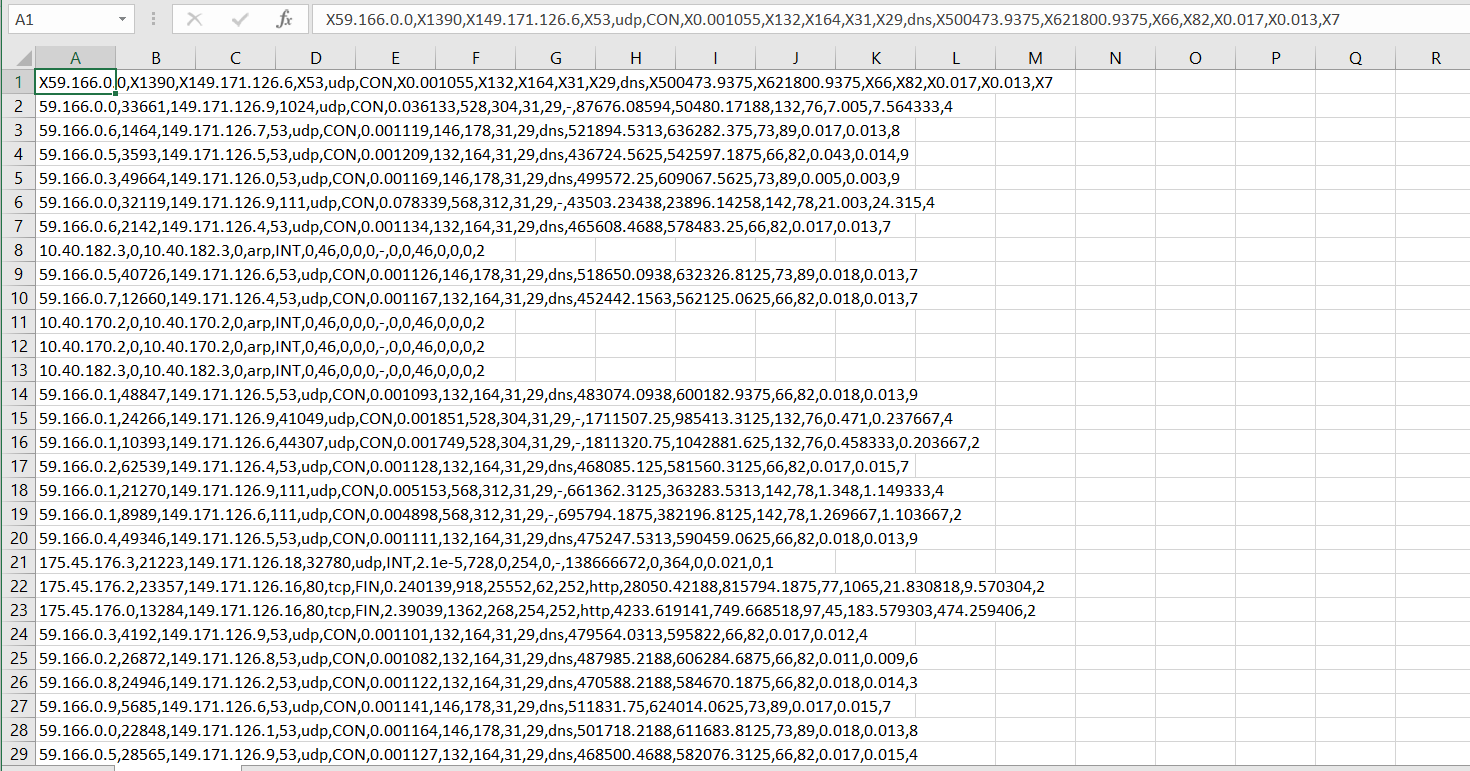 A1 fx X59.166.0.0,X1390,X149.171.126.6,X53,udp,CON,X0.001055,X132,X164,X31,X29,dns,X500473.9375,X621800.9375,X66,X82,X0.017,X0.013,X7
A B C D E F G H I J K L M N O P Q R
1 X59.166.0.0,X1390,X149.171.126.6,X53,udp,CON,X0.001055,X132,X164,X31,X29,dns,X500473.9375,X621800.9375,X66,X82,X0.017,X0.013,X7
2 59.166.0.0,33661,149.171.126.9,1024,udp,CON,0.036133,528,304,31,29,-,87676.08594,50480.17188,132,76,7.005,7.564333,4
3 59.166.0.6,1464,149.171.126.7,53,udp,CON,0.001119,146,178,31,29,dns,521894.5313,636282.375,73,89,0.017,0.013,8
4 59.166.0.5,3593,149.171.126.5,53,udp,CON,0.001209,132,164,31,29,dns,436724.5625,542597.1875,66,82,0.043,0.014,9
5 59.166.0.3,49664,149.171.126.0,53,udp,CON,0.001169,146,178,31,29,dns,499572.25,609067.5625,73,89,0.005,0.003,9
6 59.166.0.0,32119,149.171.126.9,111,udp,CON,0.078339,568,312,31,29,-,43503.23438,23896.14258,142,78,21.003,24.315,4
7 59.166.0.6,2142,149.171.126.4,53,udp,CON,0.001134,132,164,31,29,dns,465608.4688,578483.25,66,82,0.017,0.013,7
8 10.40.182.3,0,10.40.182.3,0,arp,INT,0,46,0,0,0,-,0,0,46,0,0,0,2
9 59.166.0.5,40726,149.171.126.6,53,udp,CON,0.001126,146,178,31,29,dns,518650.0938,632326.8125,73,89,0.018,0.013,7
10 59.166.0.7,12660,149.171.126.4,53,udp,CON,0.001167,132,164,31,29,dns,452442.1563,562125.0625,66,82,0.018,0.013,7
11 10.40.170.2,0,10.40.170.2,0,arp,INT,0,46,0,0,0,-,0,0,46,0,0,0,2
12 10.40.170.2,0,10.40.170.2,0,arp,INT,0,46,0,0,0,-,0,0,46,0,0,0,2
13 10.40.182.3,0,10.40.182.3,0,arp,INT,0,46,0,0,0,-,0,0,46,0,0,0,2
14 59.166.0.1,48847,149.171.126.5,53,udp,CON,0.001093,132,164,31,29,dns,483074.0938,600182.9375,66,82,0.018,0.013,9
15 59.166.0.1,24266,149.171.126.9,41049,udp,CON,0.001851,528,304,31,29,-,1711507.25,985413.3125,132,76,0.471,0.237667,4
16 59.166.0.1,10393,149.171.126.6,44307,udp,CON,0.001749,528,304,31,29,-,1811320.75,1042881.625,132,76,0.458333,0.203667,2
17 59.166.0.2,62539,149.171.126.4,53,udp,CON,0.001128,132,164,31,29,dns,468085.125,581560.3125,66,82,0.017,0.015,7
18 59.166.0.1,21270,149.171.126.9,111,udp,CON,0.005153,568,312,31,29,-,661362.3125,363283.5313,142,78,1.348,1.149333,4
19 59.166.0.1,8989,149.171.126.6,111,udp,CON,0.004898,568,312,31,29,-,695794.1875,382196.8125,142,78,1.269667,1.103667,2
20 59.166.0.4,49346,149.171.126.5,53,udp,CON,0.001111,132,164,31,29,dns,475247.5313,590459.0625,66,82,0.018,0.013,9
21 175.45.176.3,21223,149.171.126.18,32780,udp,INT,2.1e-5,728,0,254,0,-,138666672,0,364,0,0.021,0,1
22 175.45.176.2,23357,149.171.126.16,80,tcp,FIN,0.240139,918,25552,62,252,http,28050.42188,815794.1875,77,1065,21.830818,9.570304,2
23 175.45.176.0,13284,149.171.126.16,80,tcp,FIN,2.39039,1362,268,254,252,http,4233.619141,749.668518,97,45,183.579303,474.259406,2
24 59.166.0.3,4192,149.171.126.9,53,udp,CON,0.001101,132,164,31,29,dns,479564.0313,595822,66,82,0.017,0.012,4
25 59.166.0.2,26872,149.171.126.8,53,udp,CON,0.001082,132,164,31,29,dns,487985.2188,606284.6875,66,82,0.011,0.009,6
26 59.166.0.8,24946,149.171.126.2,53,udp,CON,0.001122,132,164,31,29,dns,470588.2188,584670.1875,66,82,0.018,0.014,3
27 59.166.0.9,5685,149.171.126.6,53,udp,CON,0.001141,146,178,31,29,dns,511831.75,624014.0625,73,89,0.017,0.015,7
28 59.166.0.0,22848,149.171.126.1,53,udp,CON,0.001164,146,178,31,29,dns,501718.2188,611683.8125,73,89,0.018,0.013,8
29 59.166.0.5,28565,149.171.126.9,53,udp,CON,0.001127,132,164,31,29,dns,468500.4688,582076.3125,66,82,0.017,0.015,4